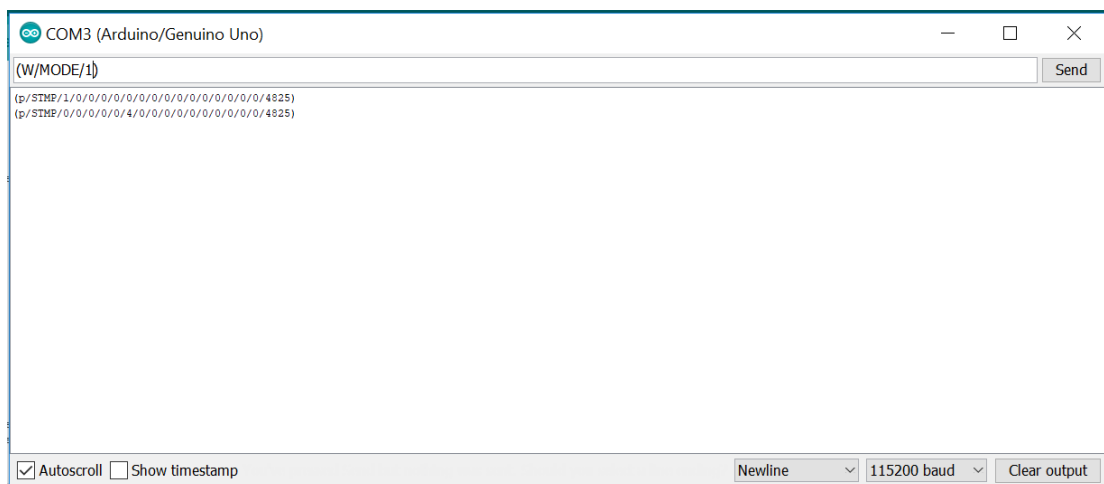 COM3 (Arduino/Genuino Uno)
(W/MODE/1)
Send
(p/STMP/1/0/0/0/0/0/0/0/0/0/0/0/0/0/0/0/4825)
(p/STMP/0/0/0/0/0/4/0/0/0/0/0/0/0/0/0/0/4825)
Autoscroll Show timestamp Newline 115200 baud Clear output